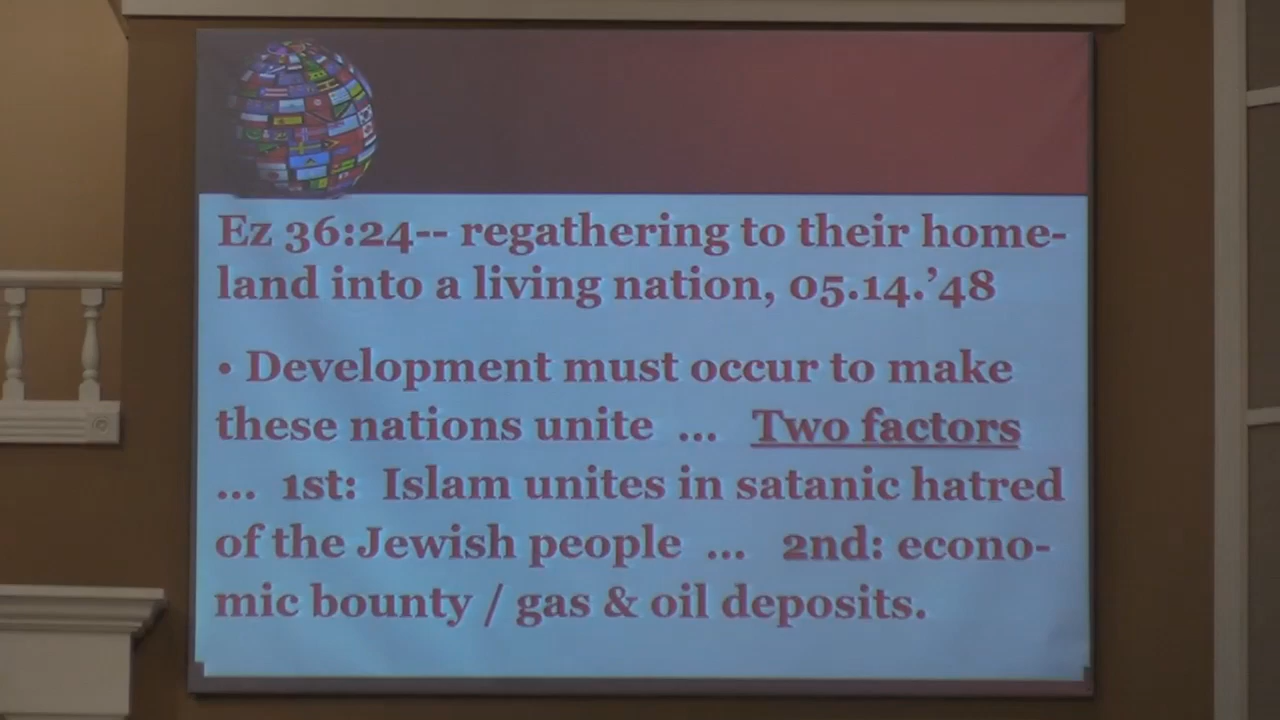 Ez 36:24-- regathering to their home-
land into a living nation, 05.14.’48
• Development must occur to make
these nations unite ... Two factors
... 1st: Islam unites in satanic hatred
of the Jewish people ... 2nd: econo-
mic bounty / gas & oil deposits.